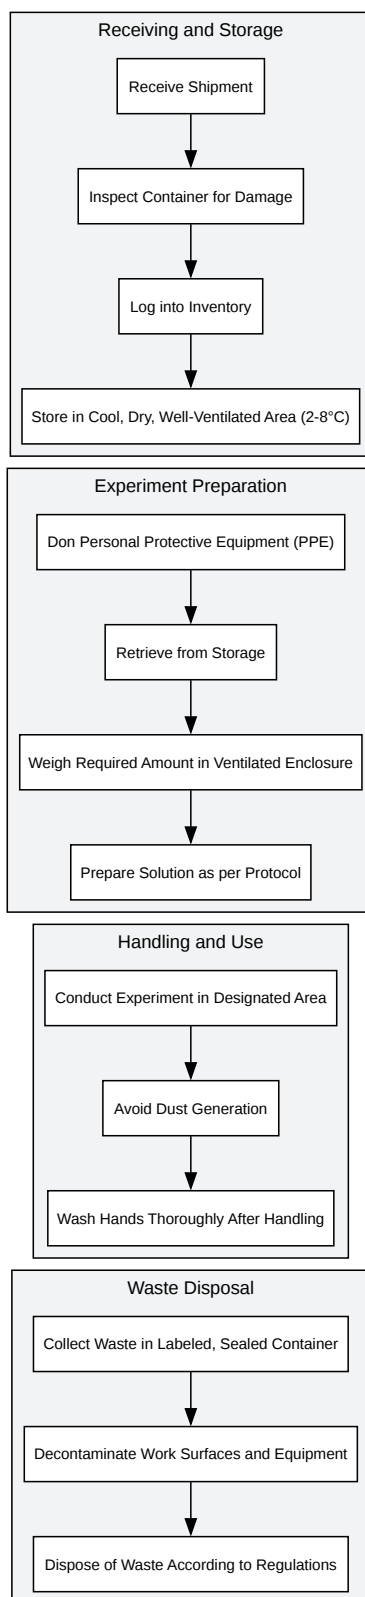 Receiving and Storage
Receive Shipment
Inspect Container for Damage
Log into Inventory
Store in Cool, Dry, Well-Ventilated Area (2-8°C)
Experiment Preparation
Don Personal Protective Equipment (PPE)
Retrieve from Storage
Weigh Required Amount in Ventilated Enclosure
Prepare Solution as per Protocol
Handling and Use
Conduct Experiment in Designated Area
Avoid Dust Generation
Wash Hands Thoroughly After Handling
Waste Disposal
Collect Waste in Labeled, Sealed Container
Decontaminate Work Surfaces and Equipment
Dispose of Waste According to Regulations